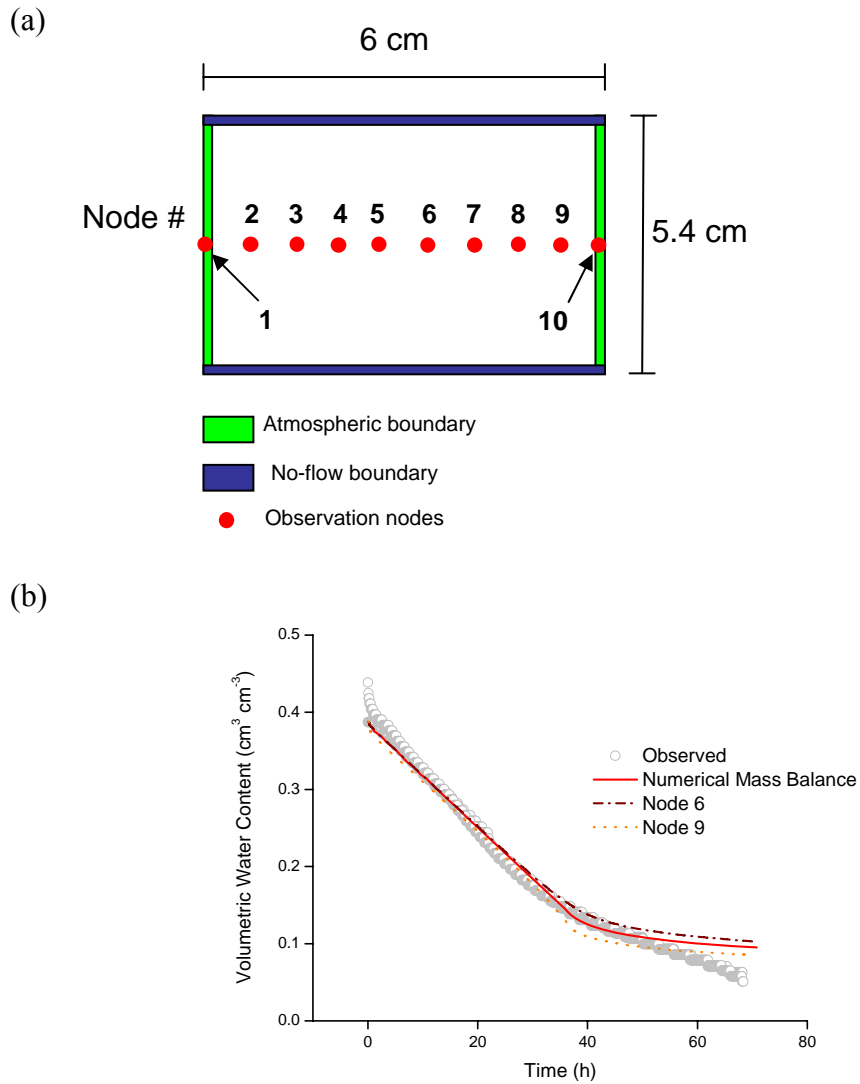 (a)
6 cm
Node #
2 3 4 5 6 7 8 9
5.4 cm
1
10
Atmospheric boundary
No-flow boundary
Observation nodes
(b)
Volumetric Water Content (cm³ cm⁻³)
0.5
0.4
0.3
0.2
0.1
0.0
Observed
Numerical Mass Balance
Node 6
Node 9
0 20 40 60 80
Time (h)